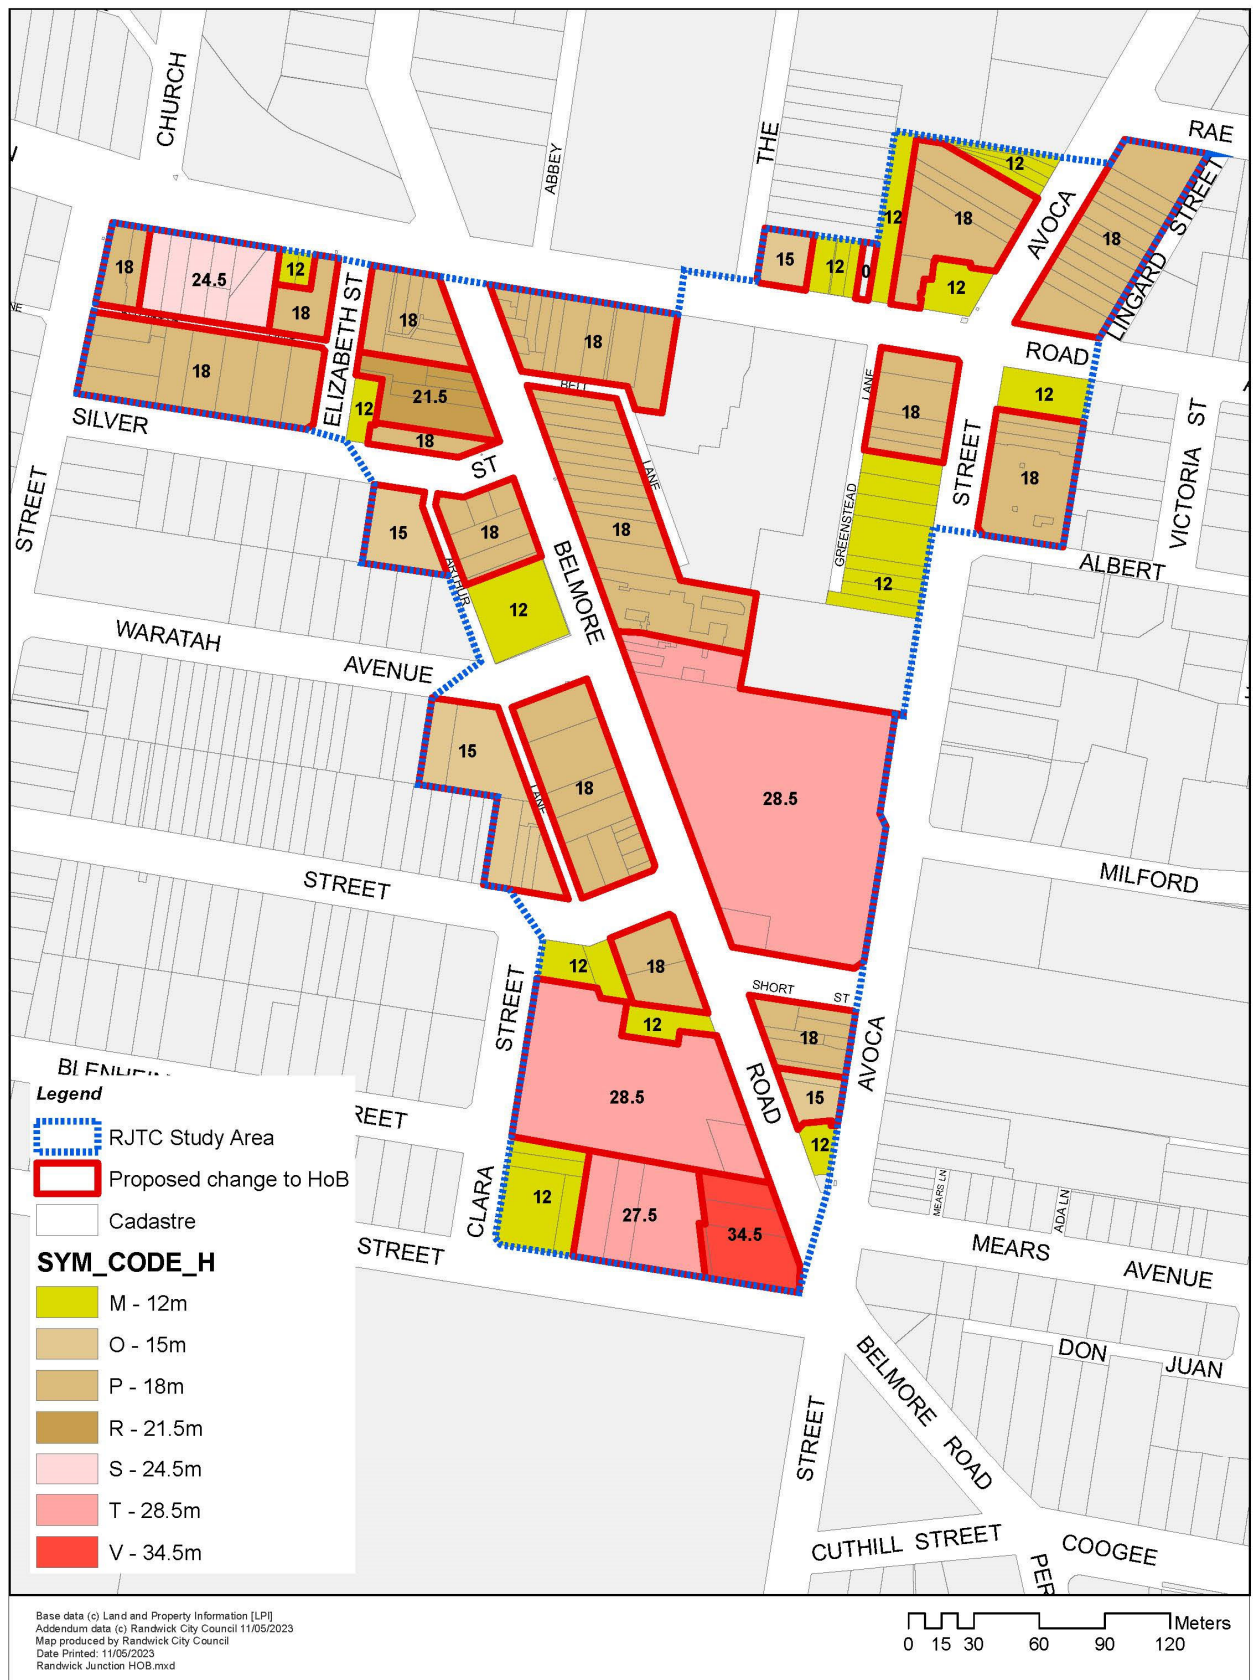 CHURCH
ABBEY
THE
RAE
AVOCA
LINGARD STREET
12
18
12
18
15
12
0
12
18
24.5
12
18
18
ELIZABETH ST
18
21.5
12
18
18
BELL
LANE
ROAD
LANE
18
12
18
STREET
VICTORIA ST
SILVER
ST
STREET
15
18
ARTHUR
12
BELMORE
18
GREENSTEAD
12
ALBERT
WARATAH
AVENUE
15
LANE
18
28.5
MILFORD
STREET
12
18
12
SHORT ST
18
15
12
STREET
ROAD
AVOCA
28.5
CLARA
12
27.5
34.5
STREET
MEARS LN
ADA LN
MEARS
AVENUE
DON
JUAN
BELMORE
ROAD
STREET
CUTHILL STREET
COOGEE
Legend
RJTC Study Area
Proposed change to HoB
Cadastre
SYM_CODE_H
M - 12m
O - 15m
P - 18m
R - 21.5m
S - 24.5m
T - 28.5m
V - 34.5m
Base data (c) Land and Property Information [LPI]
Addendum data (c) Randwick City Council 11/05/2023
Map produced by Randwick City Council
Date Printed: 11/05/2023
Randwick Junction HOB.mxd
Meters
0 15 30 60 90 120